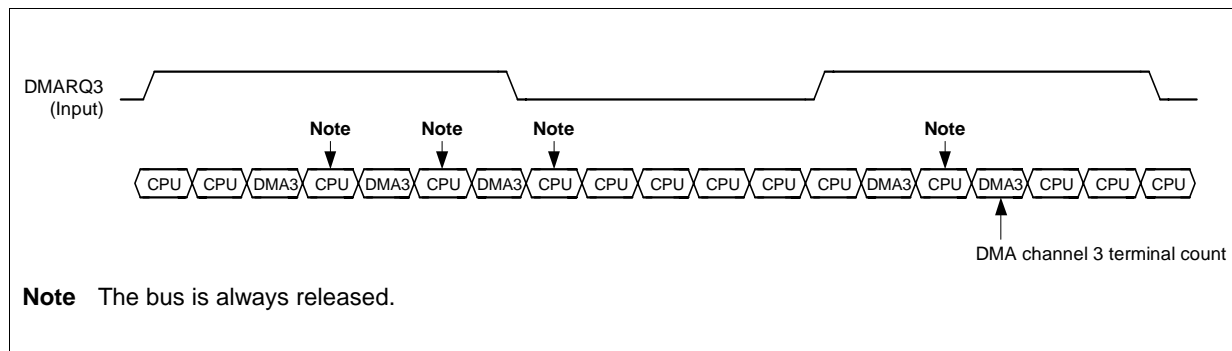 DMARQ3
(Input)
Note Note Note Note
CPU CPU DMA3 CPU DMA3 CPU DMA3 CPU CPU CPU CPU CPU CPU DMA3 CPU DMA3 CPU CPU CPU
DMA channel 3 terminal count
Note The bus is always released.